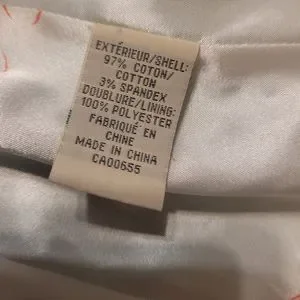 EXTÉRIEUR/SHELL:
97% COTON/
COTTON
3% SPANDEX
DOUBLURE/LINING:
100% POLYESTER
FABRIQUÉ EN
CHINE
MADE IN CHINA
CA00655